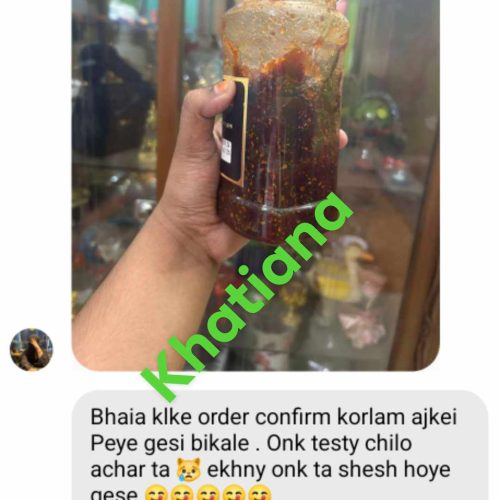 Khatiana
Bhaia klke order confirm korlam ajkei
Peye gesi bikale . Onk testy chilo
achar ta 😿 ekhny onk ta shesh hoye
gese 😋😋😋😋😋